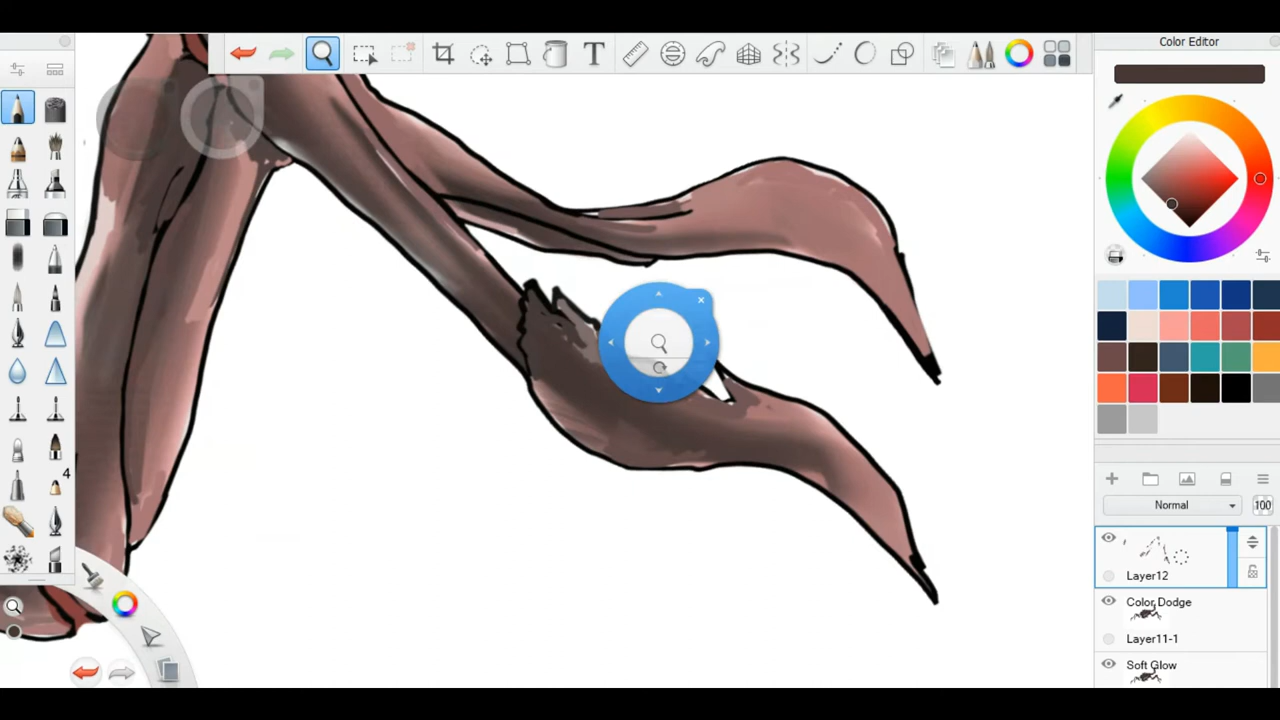 Color Editor
T
4
Normal
100
Layer12
Color Dodge
Layer11-1
Soft Glow